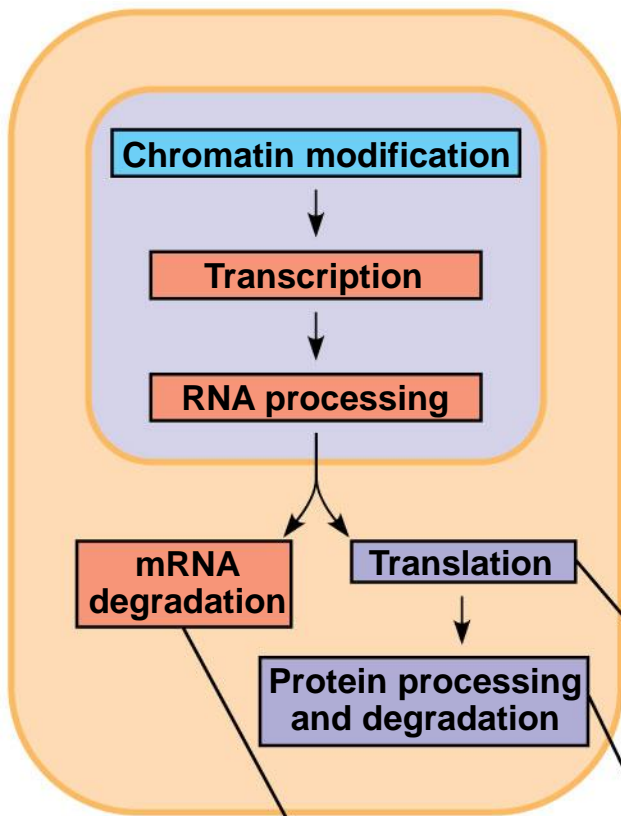 Chromatin modification
Transcription
RNA processing
mRNA
degradation
Translation
Protein processing
and degradation